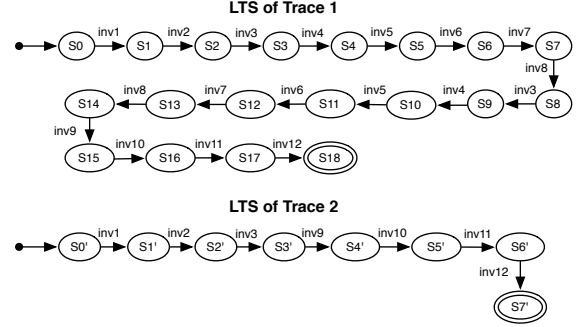 LTS of Trace 1
inv1 inv2 inv3 inv4 inv5 inv6 inv7
S0 S1 S2 S3 S4 S5 S6 S7
inv8
inv8 inv7 inv6 inv5 inv4 inv3
S14 S13 S12 S11 S10 S9 S8
inv9
inv10 inv11 inv12
S15 S16 S17 S18
LTS of Trace 2
inv1 inv2 inv3 inv9 inv10 inv11
S0' S1' S2' S3' S4' S5' S6'
inv12
S7'